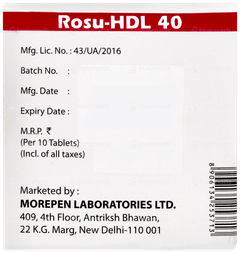 Rosu-HDL 40
Mfg. Lic. No. : 43/UA/2016
Batch No. :
Mfg. Date :
Expiry Date :
M.R.P. ₹
(Per 10 Tablets)
(Incl. of all taxes)
Marketed by :
MOREPEN LABORATORIES LTD.
409, 4th Floor, Antriksh Bhawan,
22 K.G. Marg, New Delhi-110 001